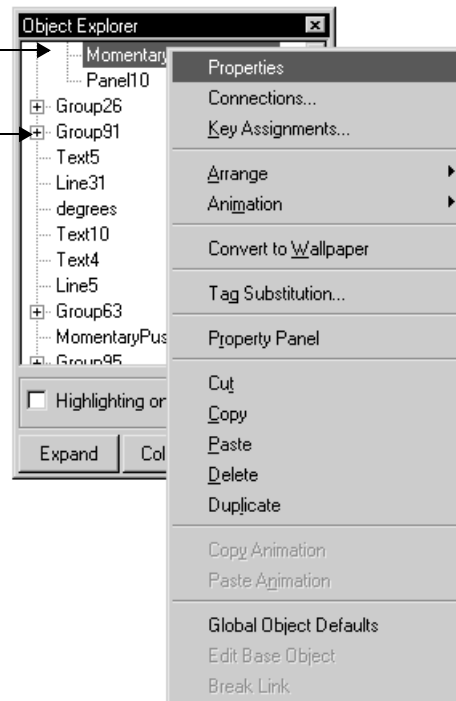 Object Explorer
Momentary
Panel10
Group26
Group91
Text5
Line31
degrees
Text10
Text4
Line5
Group63
MomentaryPus
Group95
Highlighting or
Expand
Col
Properties
Connections...
Key Assignments...
Arrange
Animation
Convert to Wallpaper
Tag Substitution...
Property Panel
Cut
Copy
Paste
Delete
Duplicate
Copy Animation
Paste Animation
Global Object Defaults
Edit Base Object
Break Link